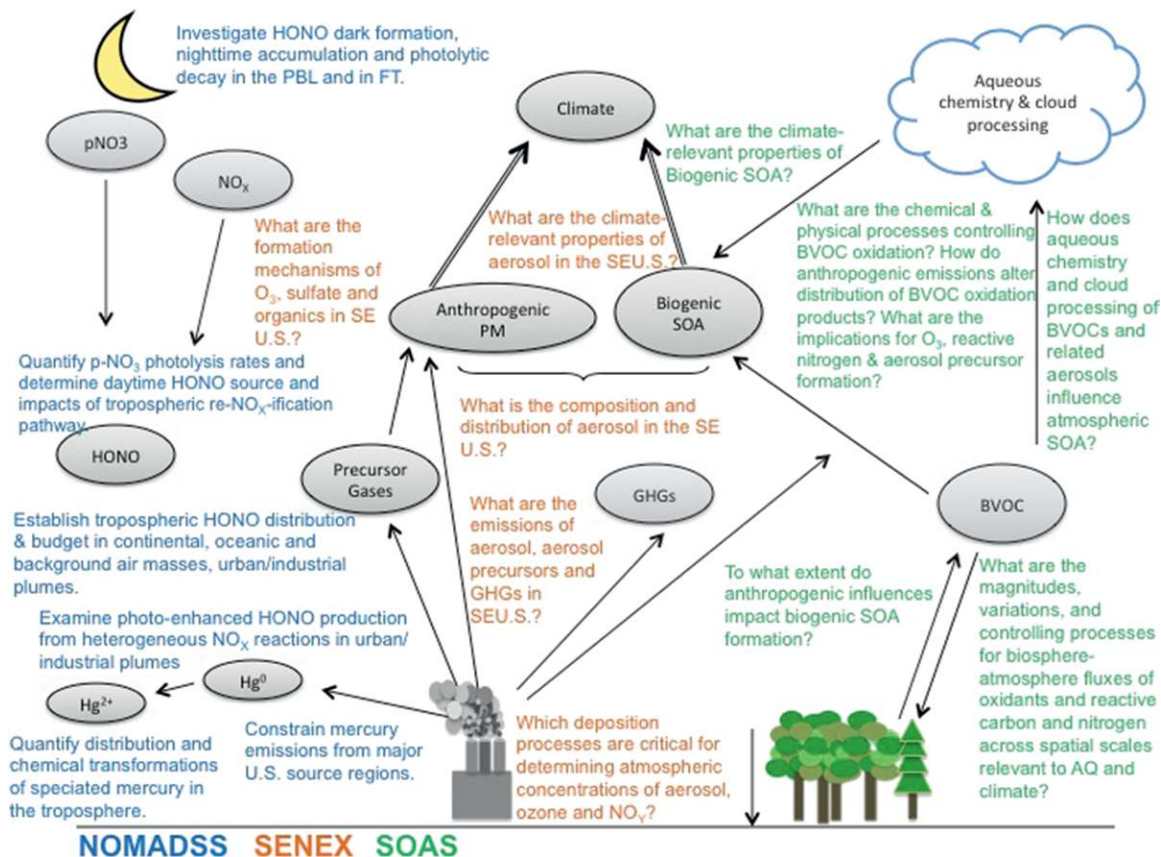 Investigate HONO dark formation,
nighttime accumulation and photolytic
decay in the PBL and in FT.
Aqueous
chemistry & cloud
processing
Climate
pNO3
NOX
What are the climate-
relevant properties of
Biogenic SOA?
What are the
formation
mechanisms of
O3, sulfate and
organics in SE
U.S.?
What are the climate-
relevant properties of
aerosol in the SEU.S.?
What are the chemical &
physical processes controlling
BVOC oxidation? How do
anthropogenic emissions alter
distribution of BVOC oxidation
products? What are the
implications for O3, reactive
nitrogen & aerosol precursor
formation?
How does
aqueous
chemistry
and cloud
processing of
BVOCs and
related
aerosols
influence
atmospheric
SOA?
Anthropogenic
PM
Biogenic
SOA
Quantify p-NO3 photolysis rates and
determine daytime HONO source and
impacts of tropospheric re-NOX-ification
pathway.
HONO
What is the composition and
distribution of aerosol in the SE
U.S.?
Precursor
Gases
GHGs
BVOC
What are the
emissions of
aerosol, aerosol
precursors and
GHGs in
SEU.S.?
Establish tropospheric HONO distribution
& budget in continental, oceanic and
background air masses, urban/industrial
plumes.
To what extent do
anthropogenic influences
impact biogenic SOA
formation?
What are the
magnitudes,
variations, and
controlling processes
for biosphere-
atmosphere fluxes of
oxidants and reactive
carbon and nitrogen
across spatial scales
relevant to AQ and
climate?
Examine photo-enhanced HONO production
from heterogeneous NOX reactions in urban/
industrial plumes
Hg0
Hg2+
Constrain mercury
emissions from major
U.S. source regions.
Quantify distribution and
chemical transformations
of speciated mercury in
the troposphere.
Which deposition
processes are critical for
determining atmospheric
concentrations of aerosol,
ozone and NOY?
NOMADSS SENEX SOAS